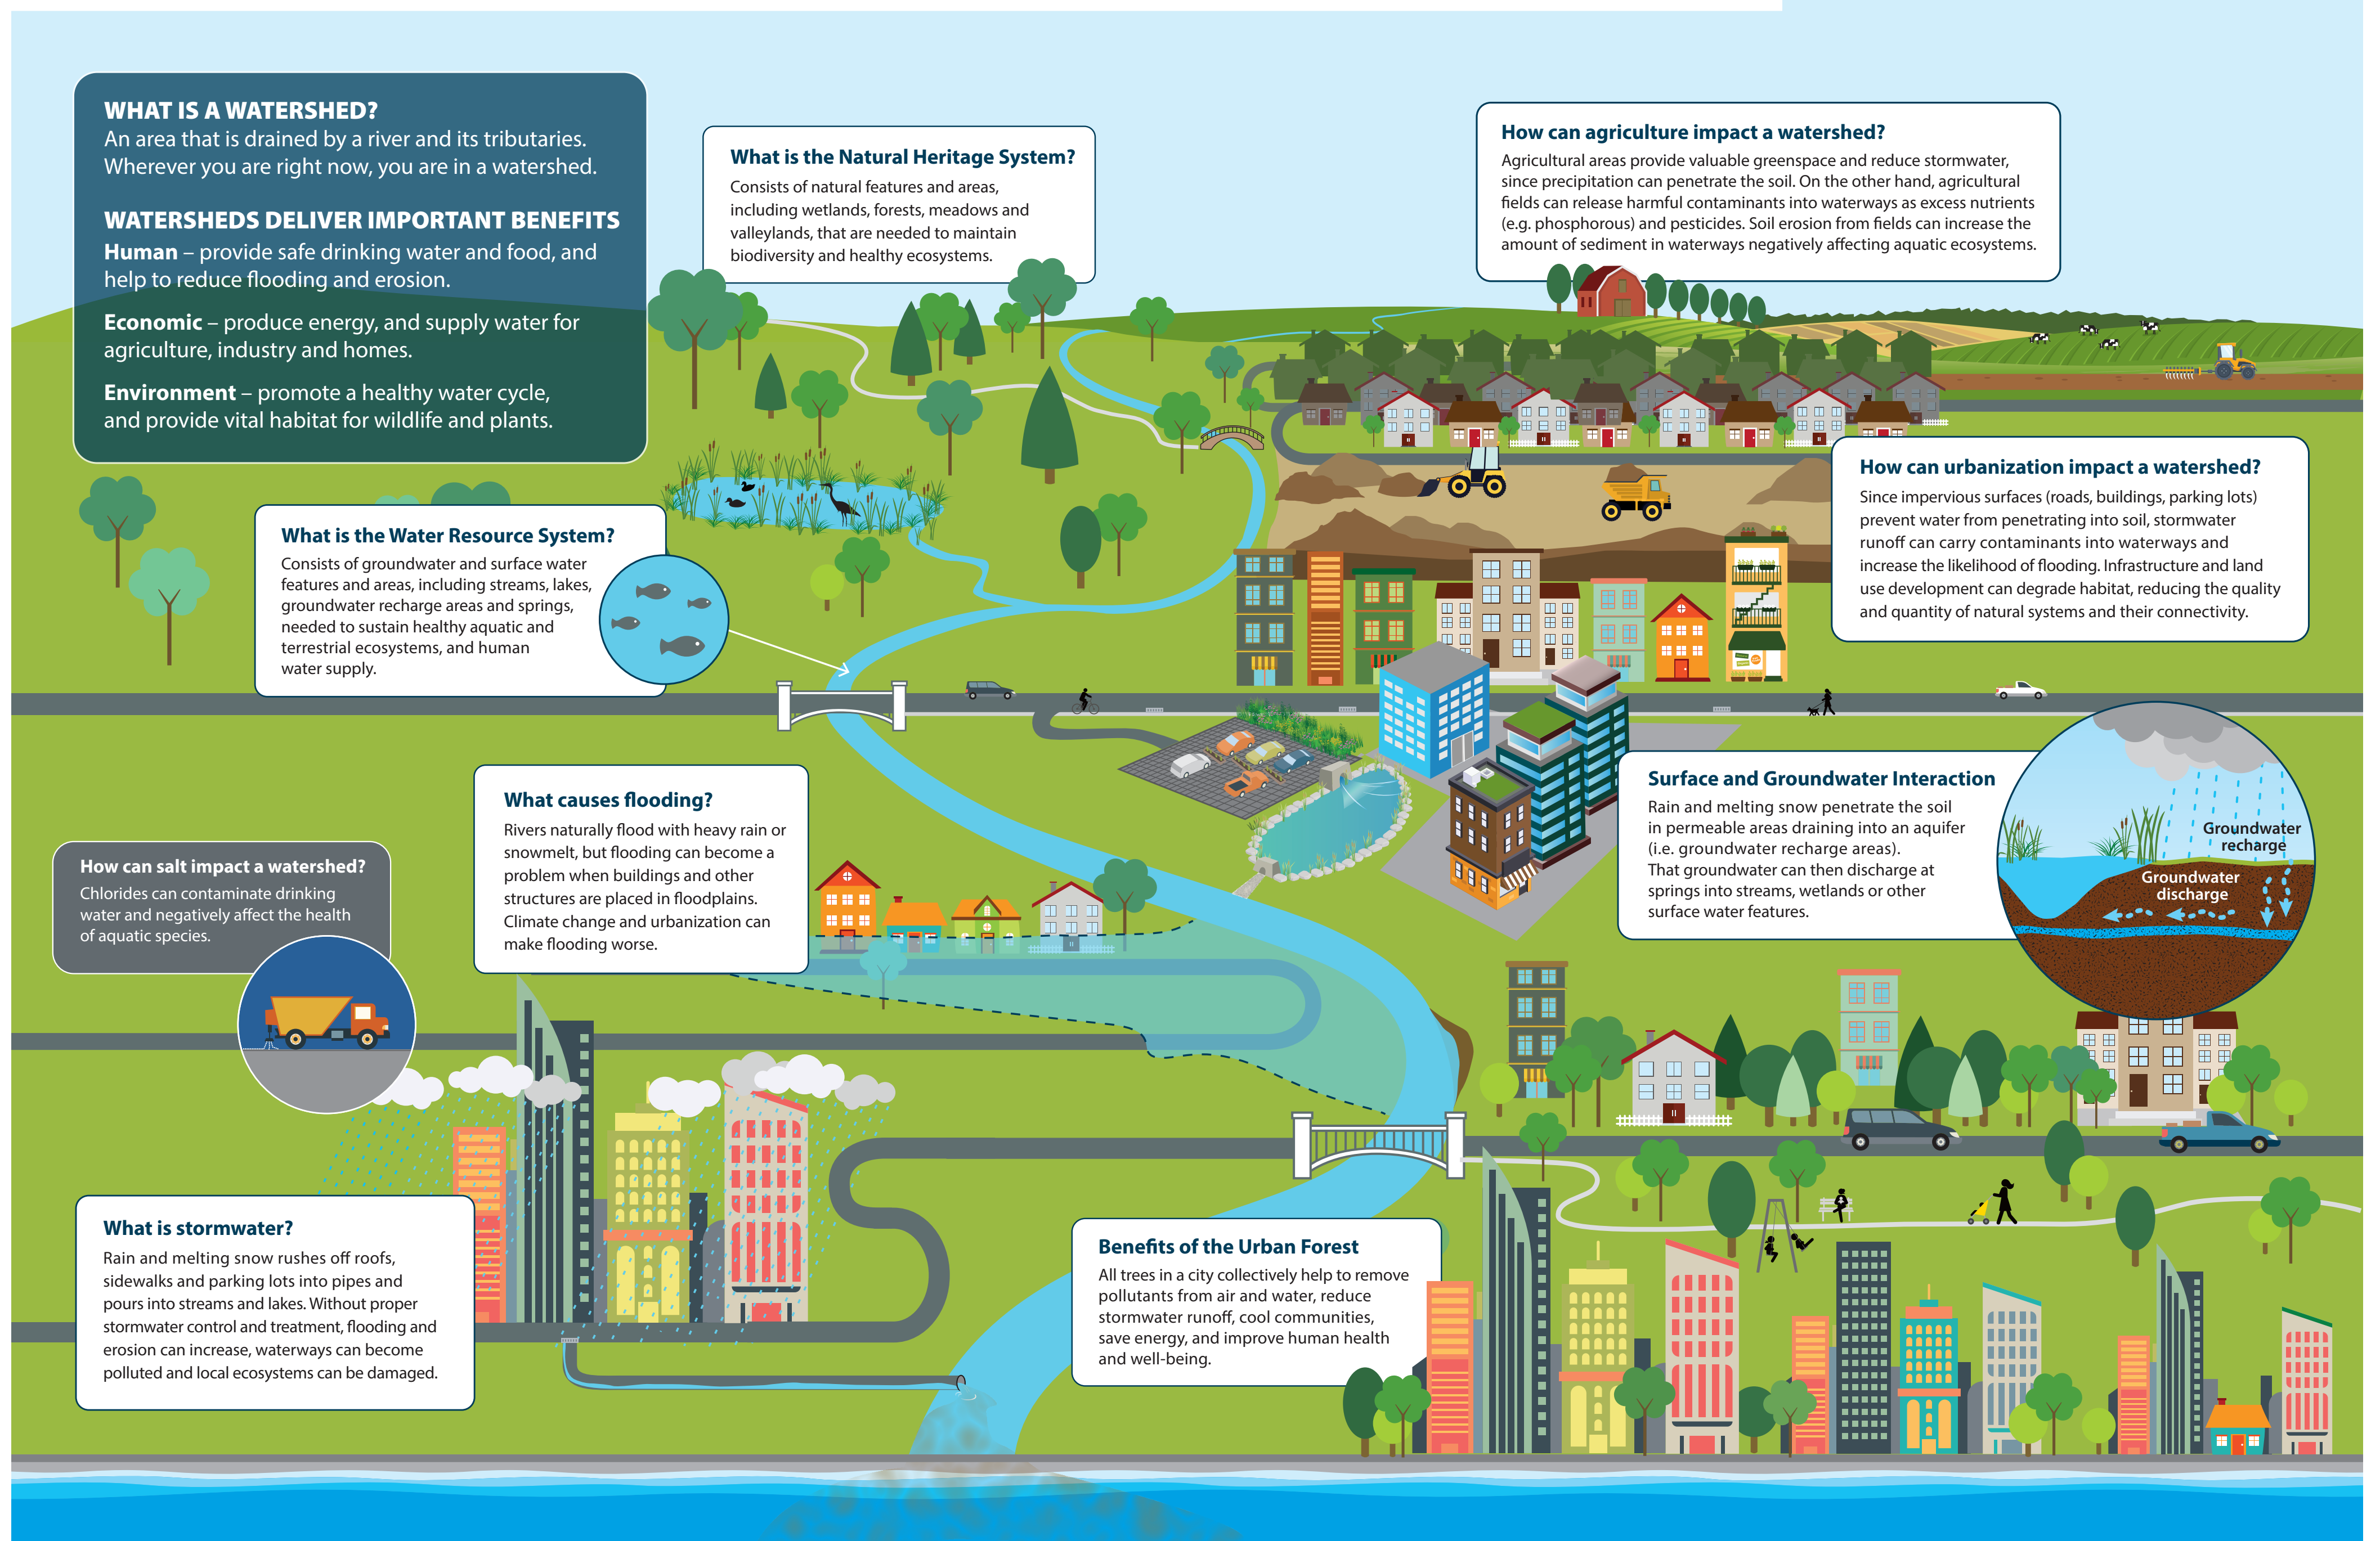 WHAT IS A WATERSHED?
An area that is drained by a river and its tributaries.
Wherever you are right now, you are in a watershed.
WATERSHEDS DELIVER IMPORTANT BENEFITS
Human – provide safe drinking water and food, and
help to reduce flooding and erosion.
Economic – produce energy, and supply water for
agriculture, industry and homes.
Environment – promote a healthy water cycle,
and provide vital habitat for wildlife and plants.
What is the Natural Heritage System?
Consists of natural features and areas,
including wetlands, forests, meadows and
valleylands, that are needed to maintain
biodiversity and healthy ecosystems.
How can agriculture impact a watershed?
Agricultural areas provide valuable greenspace and reduce stormwater,
since precipitation can penetrate the soil. On the other hand, agricultural
fields can release harmful contaminants into waterways as excess nutrients
(e.g. phosphorous) and pesticides. Soil erosion from fields can increase the
amount of sediment in waterways negatively affecting aquatic ecosystems.
How can urbanization impact a watershed?
Since impervious surfaces (roads, buildings, parking lots)
prevent water from penetrating into soil, stormwater
runoff can carry contaminants into waterways and
increase the likelihood of flooding. Infrastructure and land
use development can degrade habitat, reducing the quality
and quantity of natural systems and their connectivity.
What is the Water Resource System?
Consists of groundwater and surface water
features and areas, including streams, lakes,
groundwater recharge areas and springs,
needed to sustain healthy aquatic and
terrestrial ecosystems, and human
water supply.
What causes flooding?
Rivers naturally flood with heavy rain or
snowmelt, but flooding can become a
problem when buildings and other
structures are placed in floodplains.
Climate change and urbanization can
make flooding worse.
Surface and Groundwater Interaction
Rain and melting snow penetrate the soil
in permeable areas draining into an aquifer
(i.e. groundwater recharge areas).
That groundwater can then discharge at
springs into streams, wetlands or other
surface water features.
Groundwater
recharge
Groundwater
discharge
How can salt impact a watershed?
Chlorides can contaminate drinking
water and negatively affect the health
of aquatic species.
What is stormwater?
Rain and melting snow rushes off roofs,
sidewalks and parking lots into pipes and
pours into streams and lakes. Without proper
stormwater control and treatment, flooding and
erosion can increase, waterways can become
polluted and local ecosystems can be damaged.
Benefits of the Urban Forest
All trees in a city collectively help to remove
pollutants from air and water, reduce
stormwater runoff, cool communities,
save energy, and improve human health
and well-being.